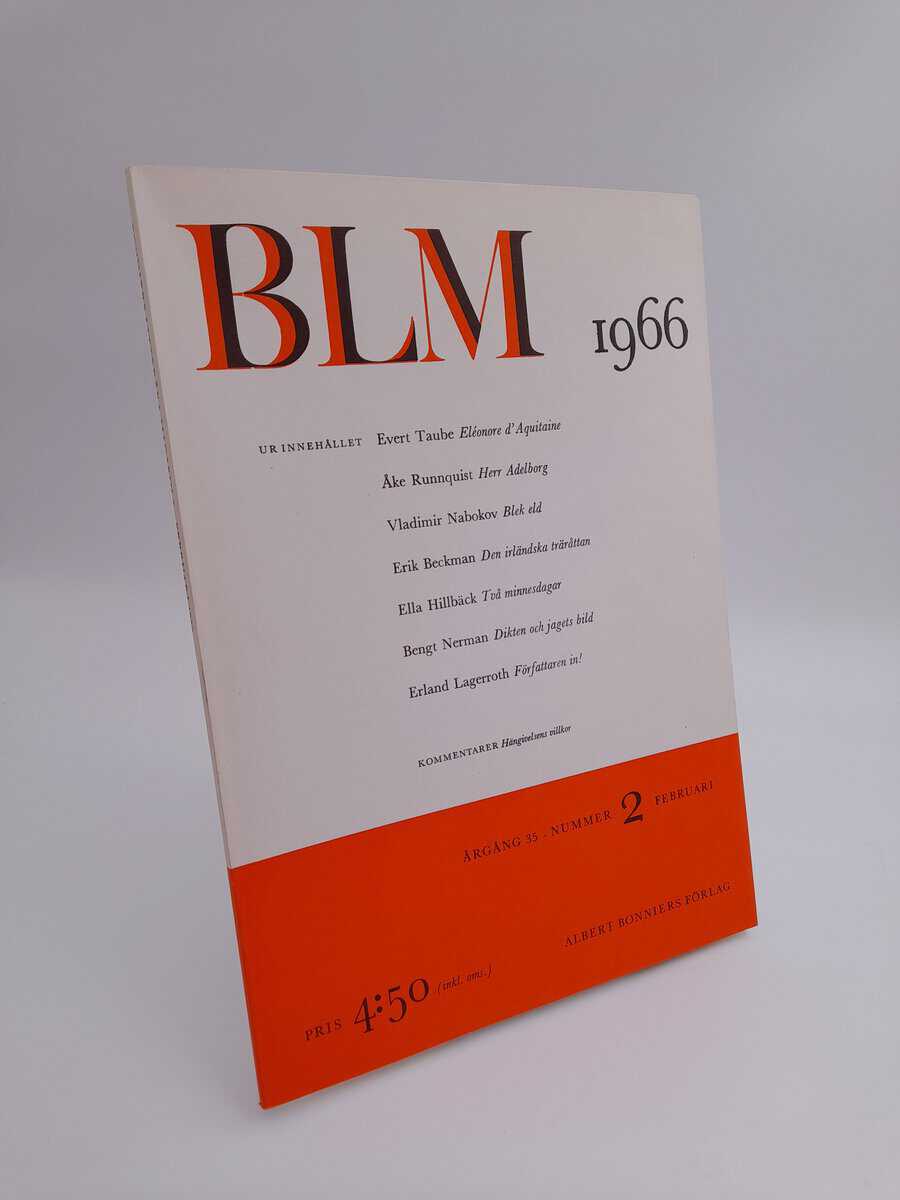 BLM 1966
UR INNEHÅLLET Evert Taube Eléonore d'Aquitaine
Åke Runnquist Herr Adelborg
Vladimir Nabokov Blek eld
Erik Beckman Den irländska träråttan
Ella Hillbäck Två minnesdagar
Bengt Nerman Dikten och jagets bild
Erland Lagerroth Författaren in!
KOMMENTARER Hängivelsens villkor
ÅRGÅNG 35 . NUMMER 2 FEBRUARI
ALBERT BONNIERS FÖRLAG
PRIS 4:50 (inkl. oms.)